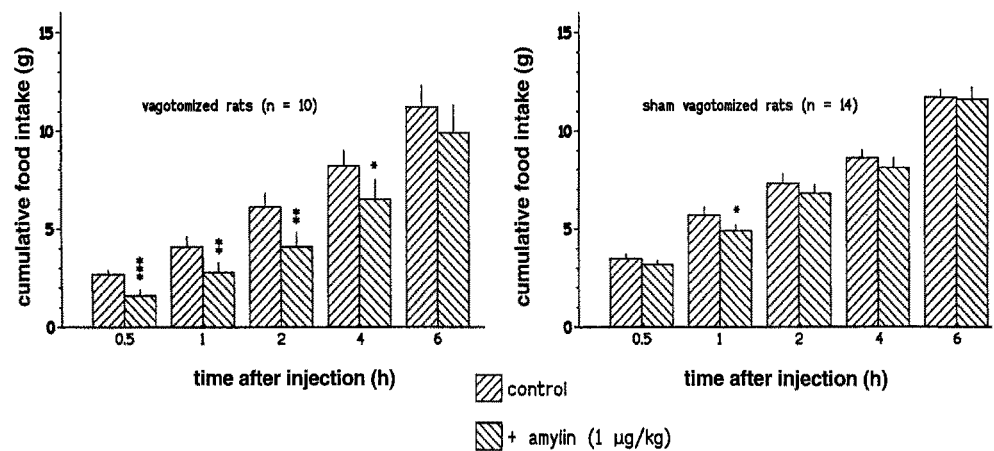 cumulative food intake (g)
15
10
5
0
vagotomized rats (n = 10)
***
**
**
*
0.5 1 2 4 6
time after injection (h)
cumulative food intake (g)
15
10
5
0
sham vagotomized rats (n = 14)
*
0.5 1 2 4 6
time after injection (h)
control
+ amylin (1 µg/kg)